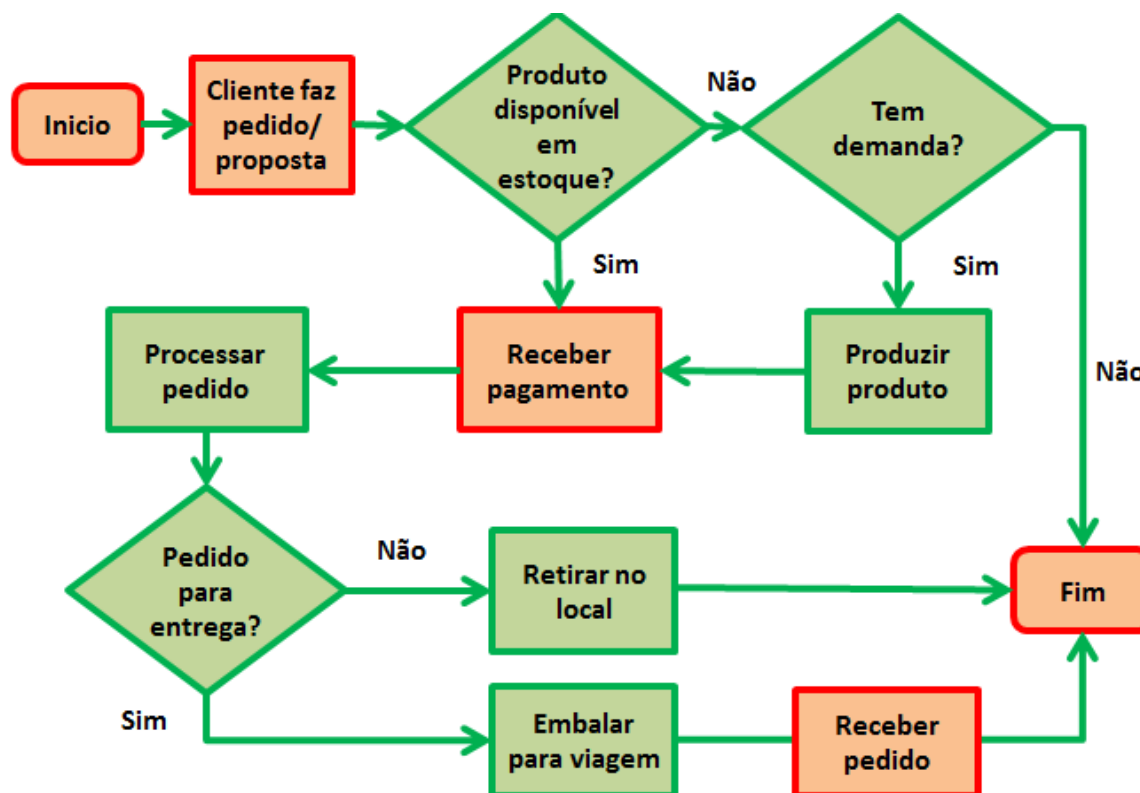 Inicio
Cliente faz
pedido/
proposta
Produto
disponível
em
estoque?
Não
Tem
demanda?
Sim
Sim
Não
Processar
pedido
Receber
pagamento
Produzir
produto
Pedido
para
entrega?
Não
Retirar no
local
Fim
Sim
Embalar
para viagem
Receber
pedido